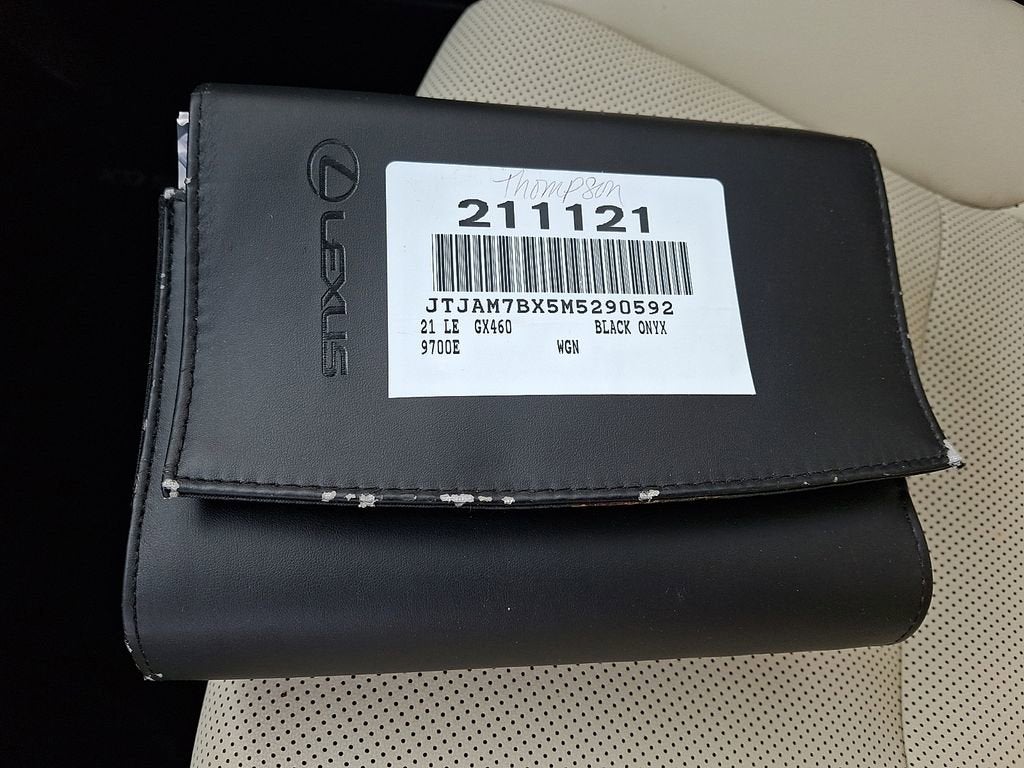 LEXUS
Thompson
211121
JTJAM7BX5M5290592
21 LE GX460 BLACK ONYX
9700E WGN